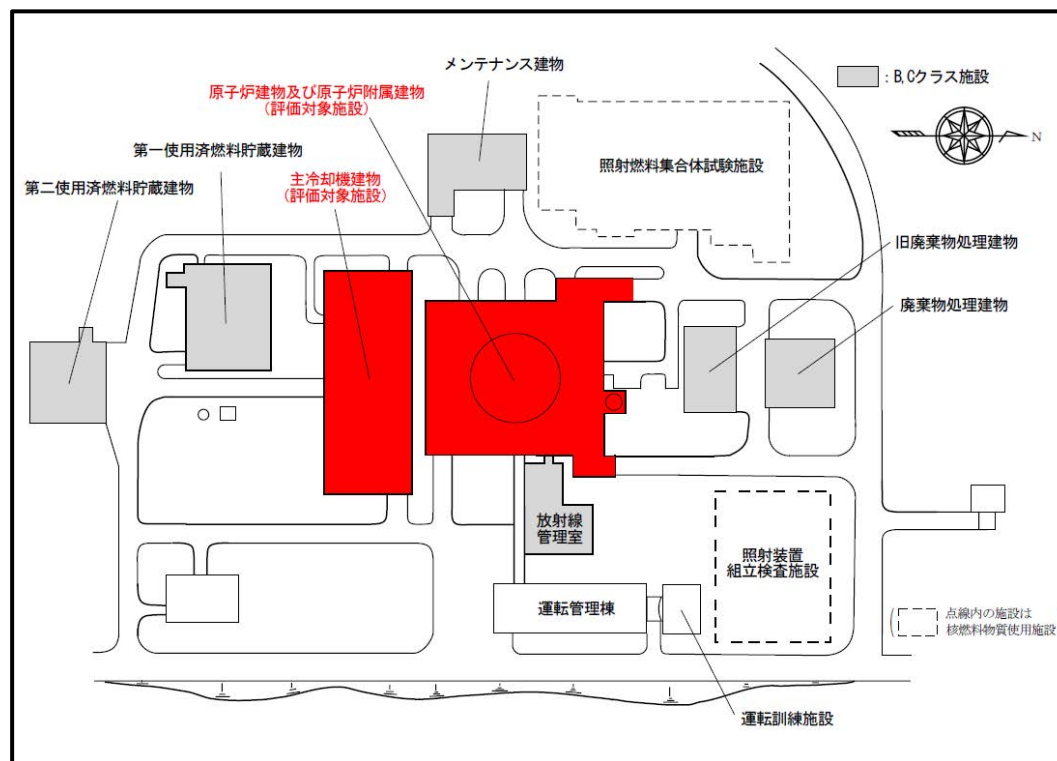 メンテナンス建物
:B,Cクラス施設
原子炉建物及び原子炉附属建物
(評価対象施設)
N
第一使用済燃料貯蔵建物
照射燃料集合体試験施設
主冷却機建物
(評価対象施設)
第二使用済燃料貯蔵建物
旧廃棄物処理建物
廃棄物処理建物
放射線
管理室
照射装置
組立検査施設
運転管理棟
点線内の施設は
核燃料物質使用施設
運転訓練施設